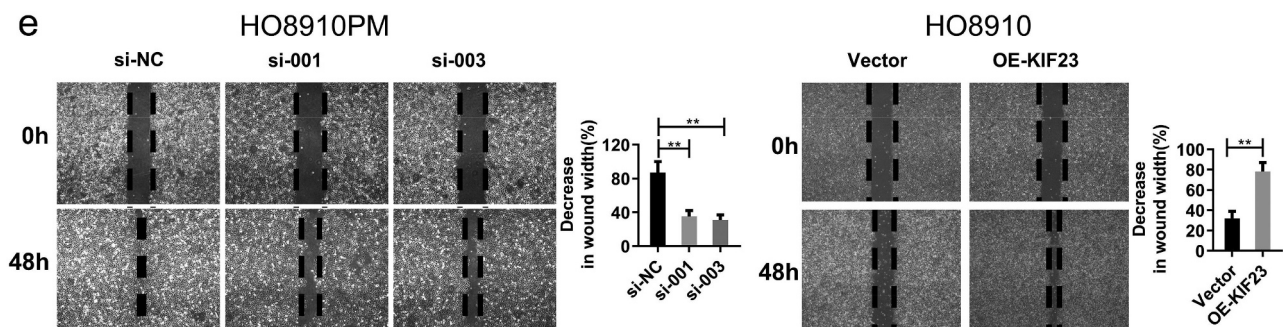 e
HO8910PM
HO8910
si-NC
si-001
si-003
Vector
OE-KIF23
0h
48h
Decrease
in wound width(%)
120
80
40
0
**
**
si-NC
si-001
si-003
0h
48h
Decrease
in wound width(%)
100
80
60
40
20
0
**
Vector
OE-KIF23